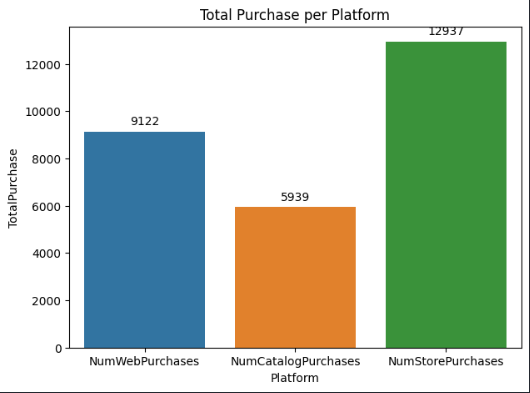 Total Purchase per Platform
12937
12000
10000
9122
8000
5939
6000
4000
2000
0
TotalPurchase
NumWebPurchases
NumCatalogPurchases
NumStorePurchases
Platform